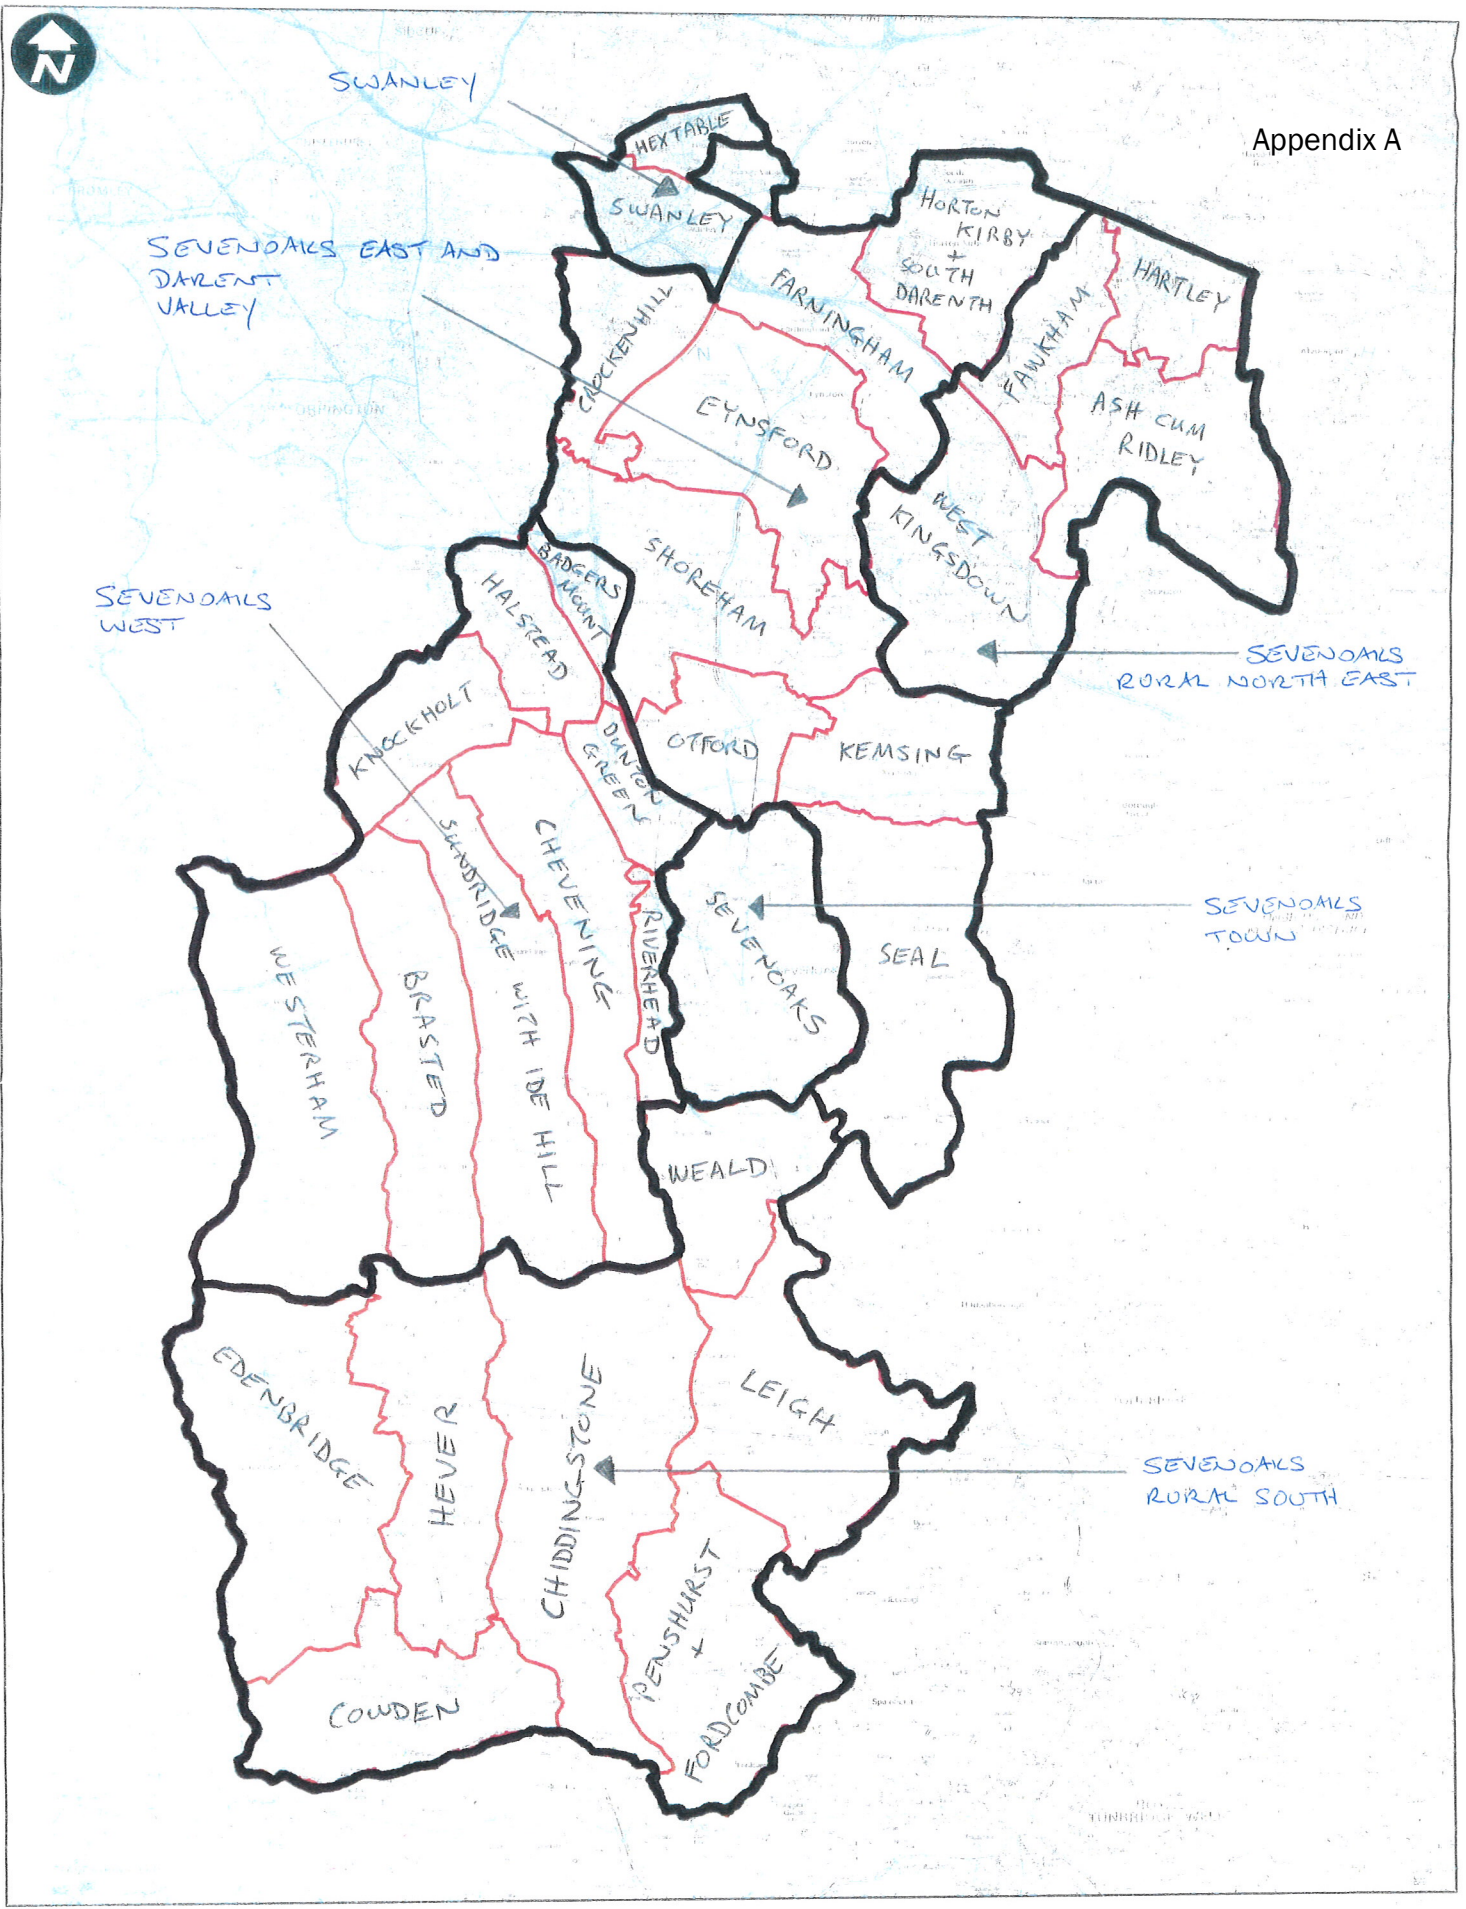 N
SWANLEY
Appendix A
HEXTABLE
SWANLEY
SEVENOAKS EAST AND
DARENT
VALLEY
HORTON
KIRBY
+
SOUTH
DARENTH
HARTLEY
FARNINGHAM
FAWKHAM
CROCKENHILL
EYNSFORD
ASH CUM
RIDLEY
WEST
KINGSDOWN
SHOREHAM
BADGERS
MOUNT
HALSTEAD
SEVENOAKS
WEST
SEVENOAKS
RURAL NORTH EAST
KNOCKHOLT
DUNTON
GREEN
OTFORD
KEMSING
SUNDRIDGE WITH IDE HILL
CHEVENING
RIVERHEAD
SEVENOAKS
SEVENOAKS
TOWN
SEAL
WESTERHAM
BRASTED
WEALD
EDENBRIDGE
HEVER
CHIDDINGSTONE
LEIGH
SEVENOAKS
RURAL SOUTH
PENSHURST
+
FORDCOMBE
COWDEN